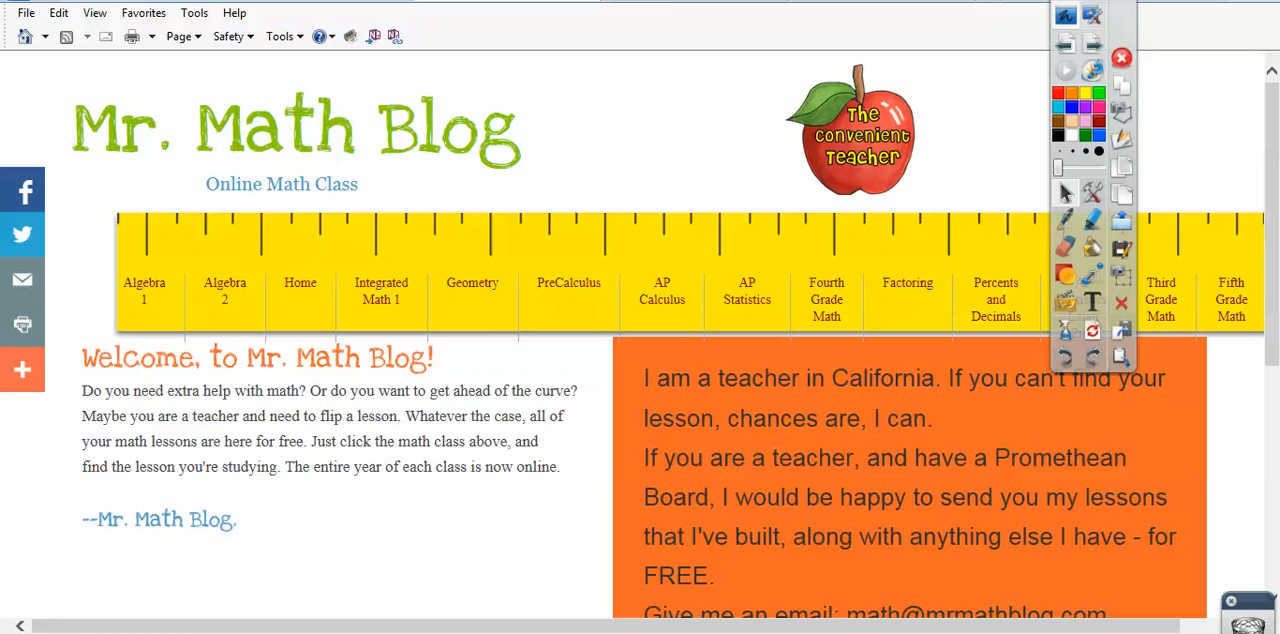 File Edit View Favorites Tools Help
Page Safety Tools
Mr. Math Blog
Online Math Class
The
convenient
Teacher
Algebra
1
Algebra
2
Home
Integrated
Math 1
Geometry
PreCalculus
AP
Calculus
AP
Statistics
Fourth
Grade
Math
Factoring
Percents
and
Decimals
Third
Grade
Math
Fifth
Grade
Math
Welcome, to Mr. Math Blog!
Do you need extra help with math? Or do you want to get ahead of the curve?
Maybe you are a teacher and need to flip a lesson. Whatever the case, all of
your math lessons are here for free. Just click the math class above, and
find the lesson you're studying. The entire year of each class is now online.
--Mr. Math Blog.
I am a teacher in California. If you can't find your
lesson, chances are, I can.
If you are a teacher, and have a Promethean
Board, I would be happy to send you my lessons
that I've built, along with anything else I have - for
FREE.
Give me an email: math@mrmathblog.com